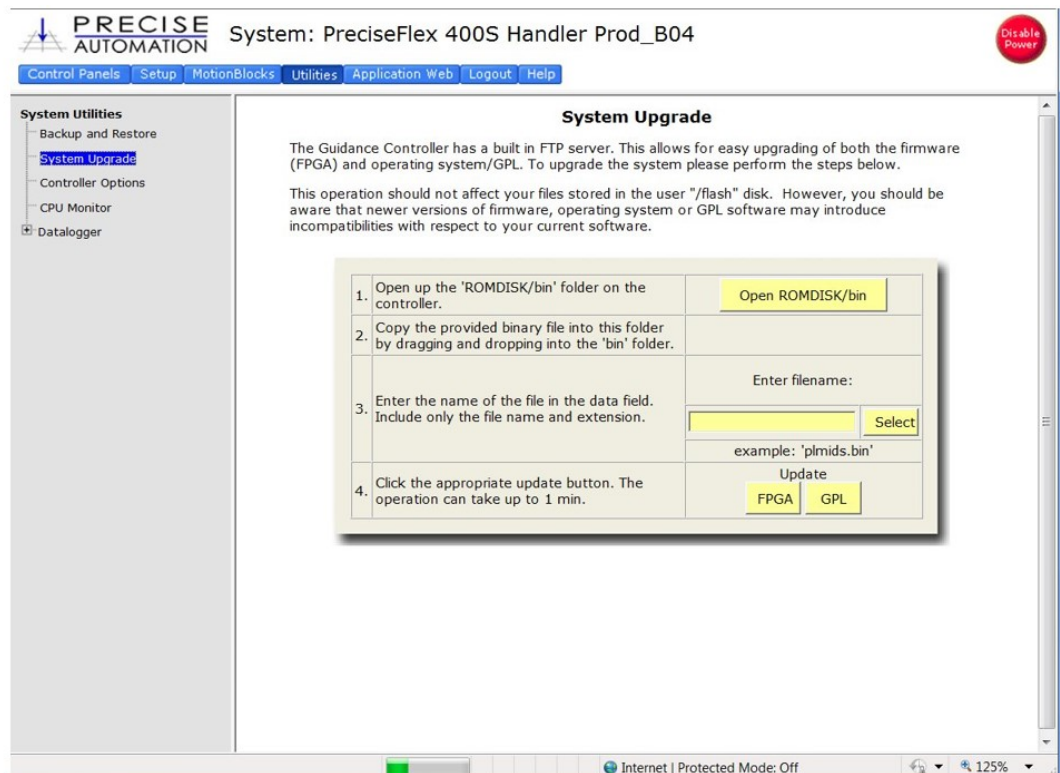 PRECISE
AUTOMATION
System: PreciseFlex 400S Handler Prod_B04
Disable
Power
Control Panels Setup MotionBlocks Utilities Application Web Logout Help
System Utilities
Backup and Restore
System Upgrade
Controller Options
CPU Monitor
Datalogger
System Upgrade
The Guidance Controller has a built in FTP server. This allows for easy upgrading of both the firmware
(FPGA) and operating system/GPL. To upgrade the system please perform the steps below.
This operation should not affect your files stored in the user "/flash" disk. However, you should be
aware that newer versions of firmware, operating system or GPL software may introduce
incompatibilities with respect to your current software.
1. Open up the 'ROMDISK/bin' folder on the
controller.
Open ROMDISK/bin
2. Copy the provided binary file into this folder
by dragging and dropping into the 'bin' folder.
3. Enter the name of the file in the data field.
Include only the file name and extension.
Enter filename:
Select
example: 'plmids.bin'
4. Click the appropriate update button. The
operation can take up to 1 min.
Update
FPGA GPL
Internet | Protected Mode: Off
125%